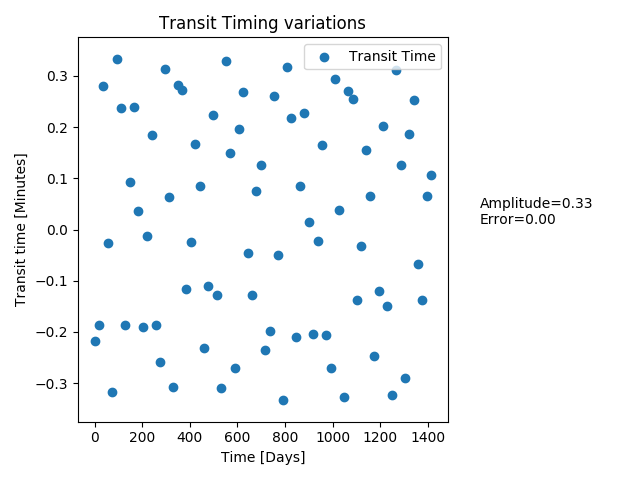 Transit Timing variations
Transit Time
0.3
0.2
0.1
0.0
−0.1
−0.2
−0.3
Transit time [Minutes]
Amplitude=0.33
Error=0.00
0 200 400 600 800 1000 1200 1400
Time [Days]